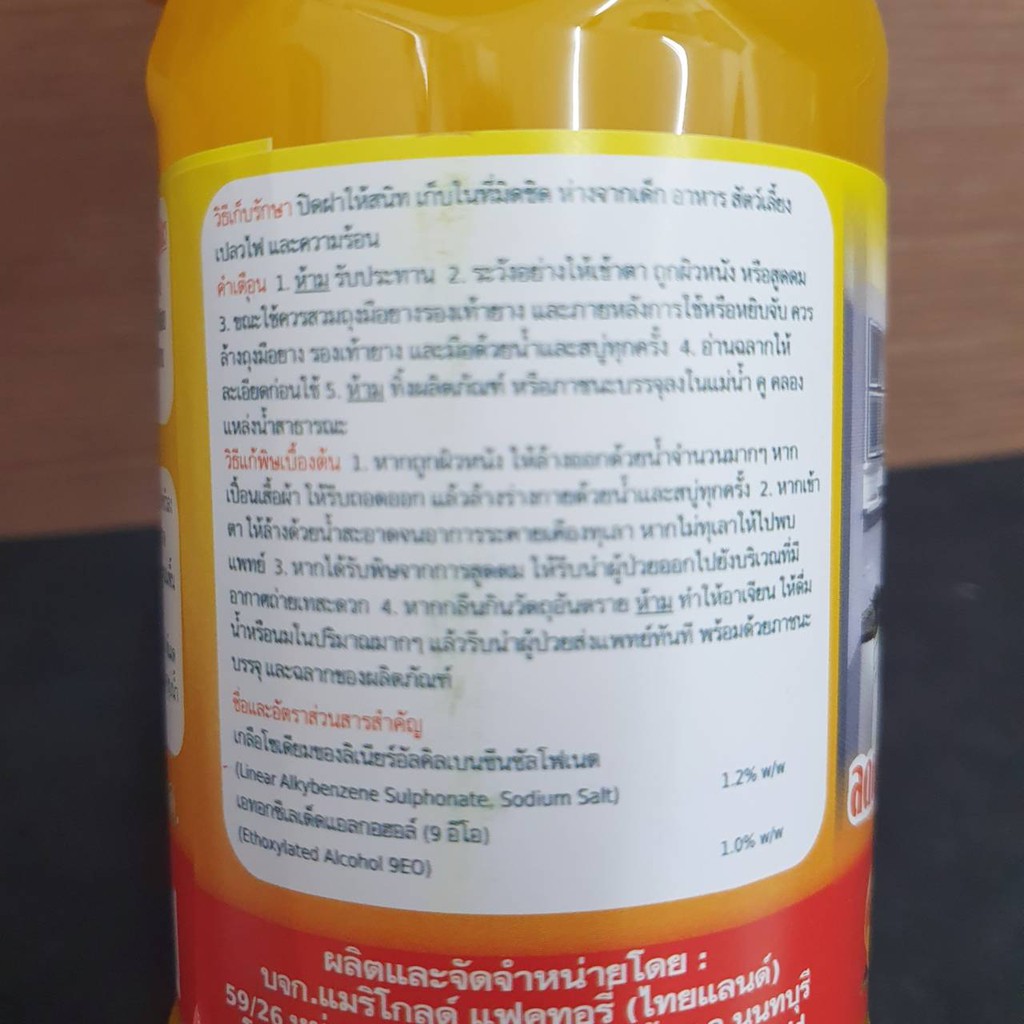 วิธีเก็บรักษา ปิดฝาให้สนิท เก็บในที่มิดชิด ห่างจากเด็ก อาหาร สัตว์เลี้ยง
เปลวไฟ และความร้อน
คำเตือน 1. ห้าม รับประทาน 2. ระวังอย่าให้เข้าตา ถูกผิวหนัง หรือสูดดม
3. ขณะใช้ควรสวมถุงมือยางรองเท้ายาง และภายหลังการใช้หรือหยิบจับ ควร
ล้างถุงมือยาง รองเท้ายาง และมือด้วยน้ำและสบู่ทุกครั้ง 4. อ่านฉลากให้
ละเอียดก่อนใช้ 5. ห้าม ทิ้งผลิตภัณฑ์ หรือภาชนะบรรจุลงในแม่น้ำ คู คลอง
แหล่งน้ำสาธารณะ
วิธีแก้พิษเบื้องต้น 1. หากถูกผิวหนัง ให้ล้างออกด้วยน้ำจำนวนมากๆ หาก
เปื้อนเสื้อผ้า ให้รีบถอดออก แล้วล้างร่างกายด้วยน้ำและสบู่ทุกครั้ง 2. หากเข้า
ตา ให้ล้างด้วยน้ำสะอาดจนอาการระคายเคืองทุเลา หากไม่ทุเลาให้ไปพบ
แพทย์ 3. หากได้รับพิษจากการสูดดม ให้รีบนำผู้ป่วยออกไปยังบริเวณที่มี
อากาศถ่ายเทสะดวก 4. หากกลืนกินวัตถุอันตราย ห้าม ทำให้อาเจียน ให้ดื่ม
น้ำหรือนมในปริมาณมากๆ แล้วรีบนำผู้ป่วยส่งแพทย์ทันที พร้อมด้วยภาชนะ
บรรจุ และฉลากของผลิตภัณฑ์
ชื่อและอัตราส่วนสารสำคัญ
เกลือโซเดียมของลิเนียร์อัลคิลเบนซีนซัลโฟเนต
(Linear Alkybenzene Sulphonate, Sodium Salt) 1.2% w/w
เอทอกซิเลเต็ดแอลกอฮอล์ (9 อีโอ)
(Ethoxylated Alcohol 9EO) 1.0% w/w
ผลิตและจัดจำหน่ายโดย :
บจก.แมริโกลด์ แฟคทอรี่ (ไทยแลนด์)
59/26 นนทบุรี